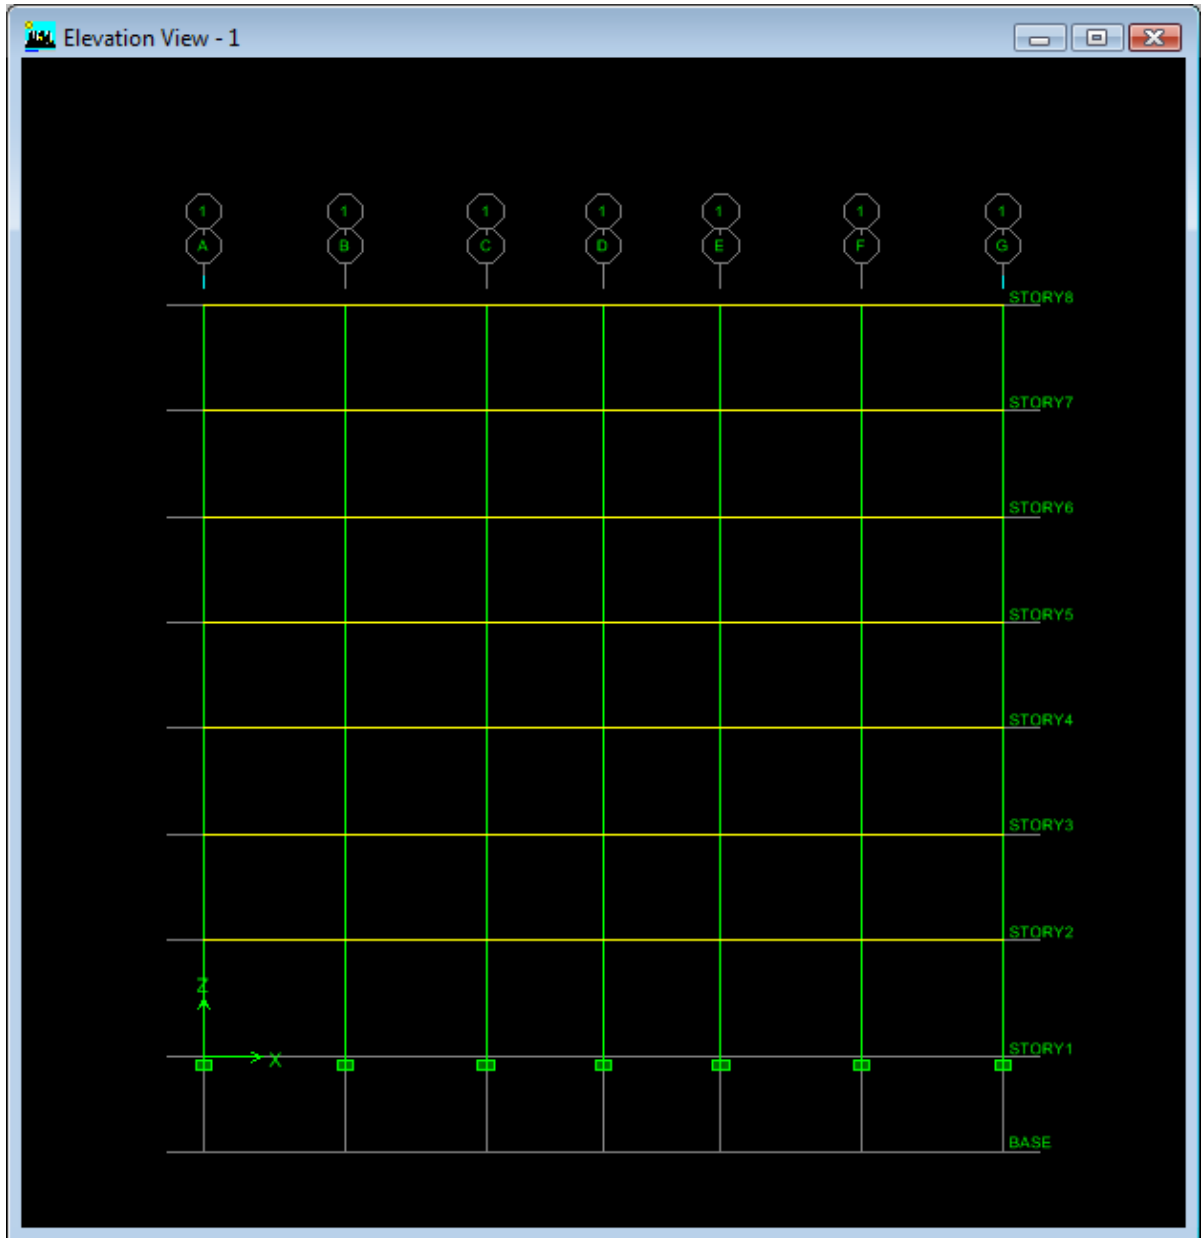 Elevation View - 1
1 1 1 1 1 1 1
A B C D E F G
STORY8
STORY7
STORY6
STORY5
STORY4
STORY3
STORY2
Z
STORY1
X
BASE